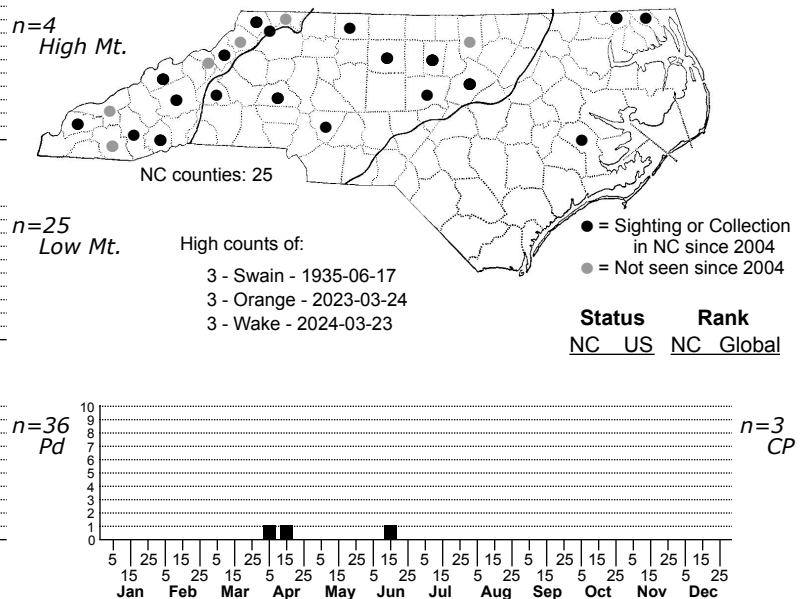 n=4
High Mt.
NC counties: 25
n=25
Low Mt.
High counts of:
3 - Swain - 1935-06-17
3 - Orange - 2023-03-24
3 - Wake - 2024-03-23
● = Sighting or Collection
in NC since 2004
● = Not seen since 2004
Status Rank
NC US NC Global
n=36
Pd
n=3
CP
10
9
8
7
6
5
4
3
2
1
0
5 25 15 5 25 15 5 25 15 5 25 15 5 25 15 5 25 15
15 5 25 15 5 25 15 5 25 15 5 25 15 5 25 15 5 25
Jan Feb Mar Apr May Jun Jul Aug Sep Oct Nov Dec